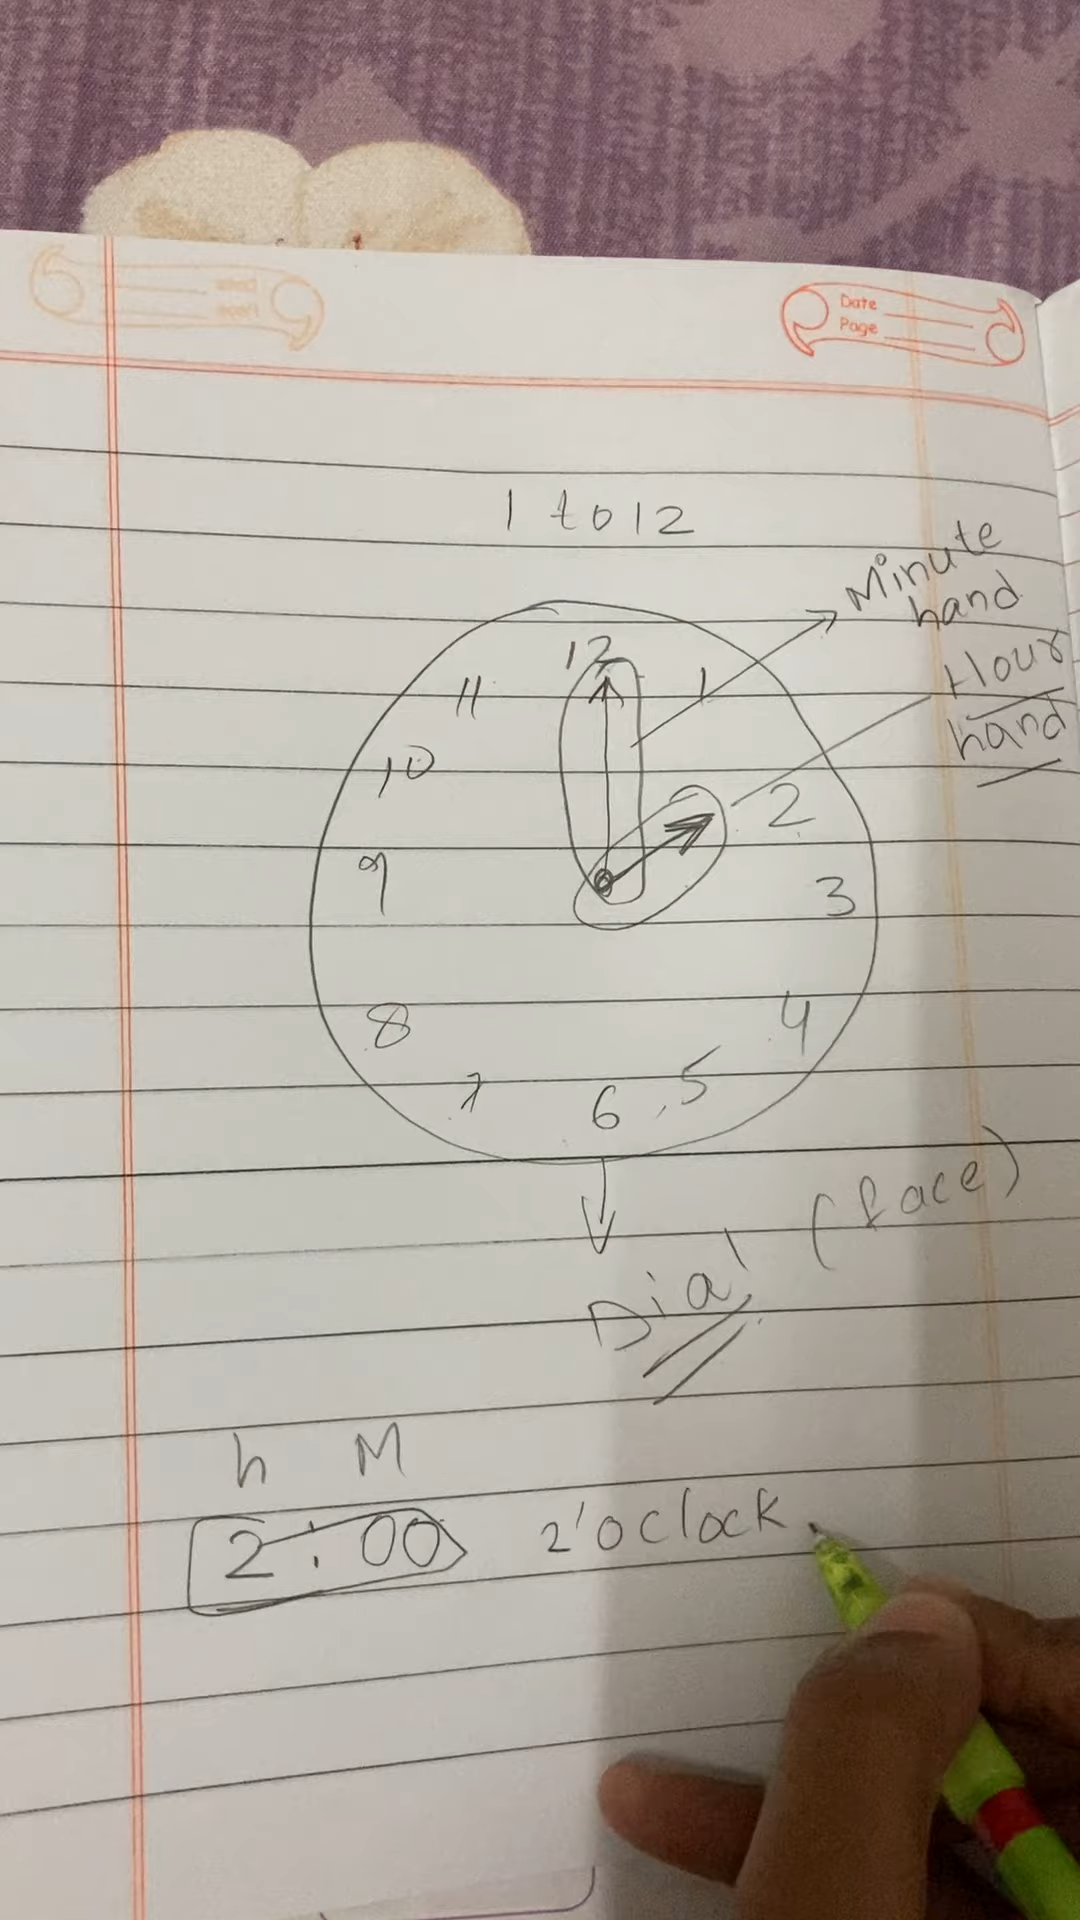 Date
Page
1 to 12
Minute
hand
Hour
hand
12
11
1
10
2
9
3
8
4
7
5
6
(face)
Dial
h M
2:00 2'oclock